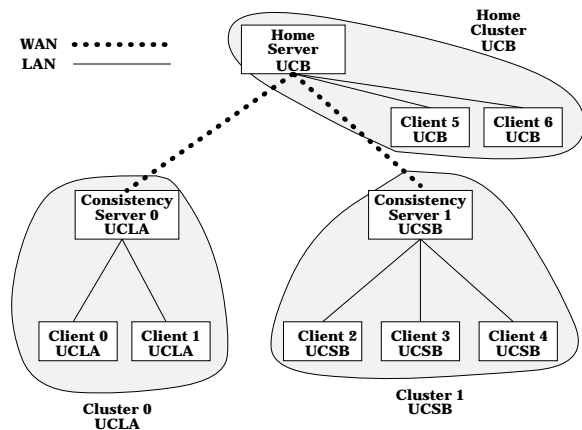 WAN
LAN
Home
Server
UCB
Home
Cluster
UCB
Client 5
UCB
Client 6
UCB
Consistency
Server 0
UCLA
Consistency
Server 1
UCSB
Client 0
UCLA
Client 1
UCLA
Client 2
UCSB
Client 3
UCSB
Client 4
UCSB
Cluster 0
UCLA
Cluster 1
UCSB